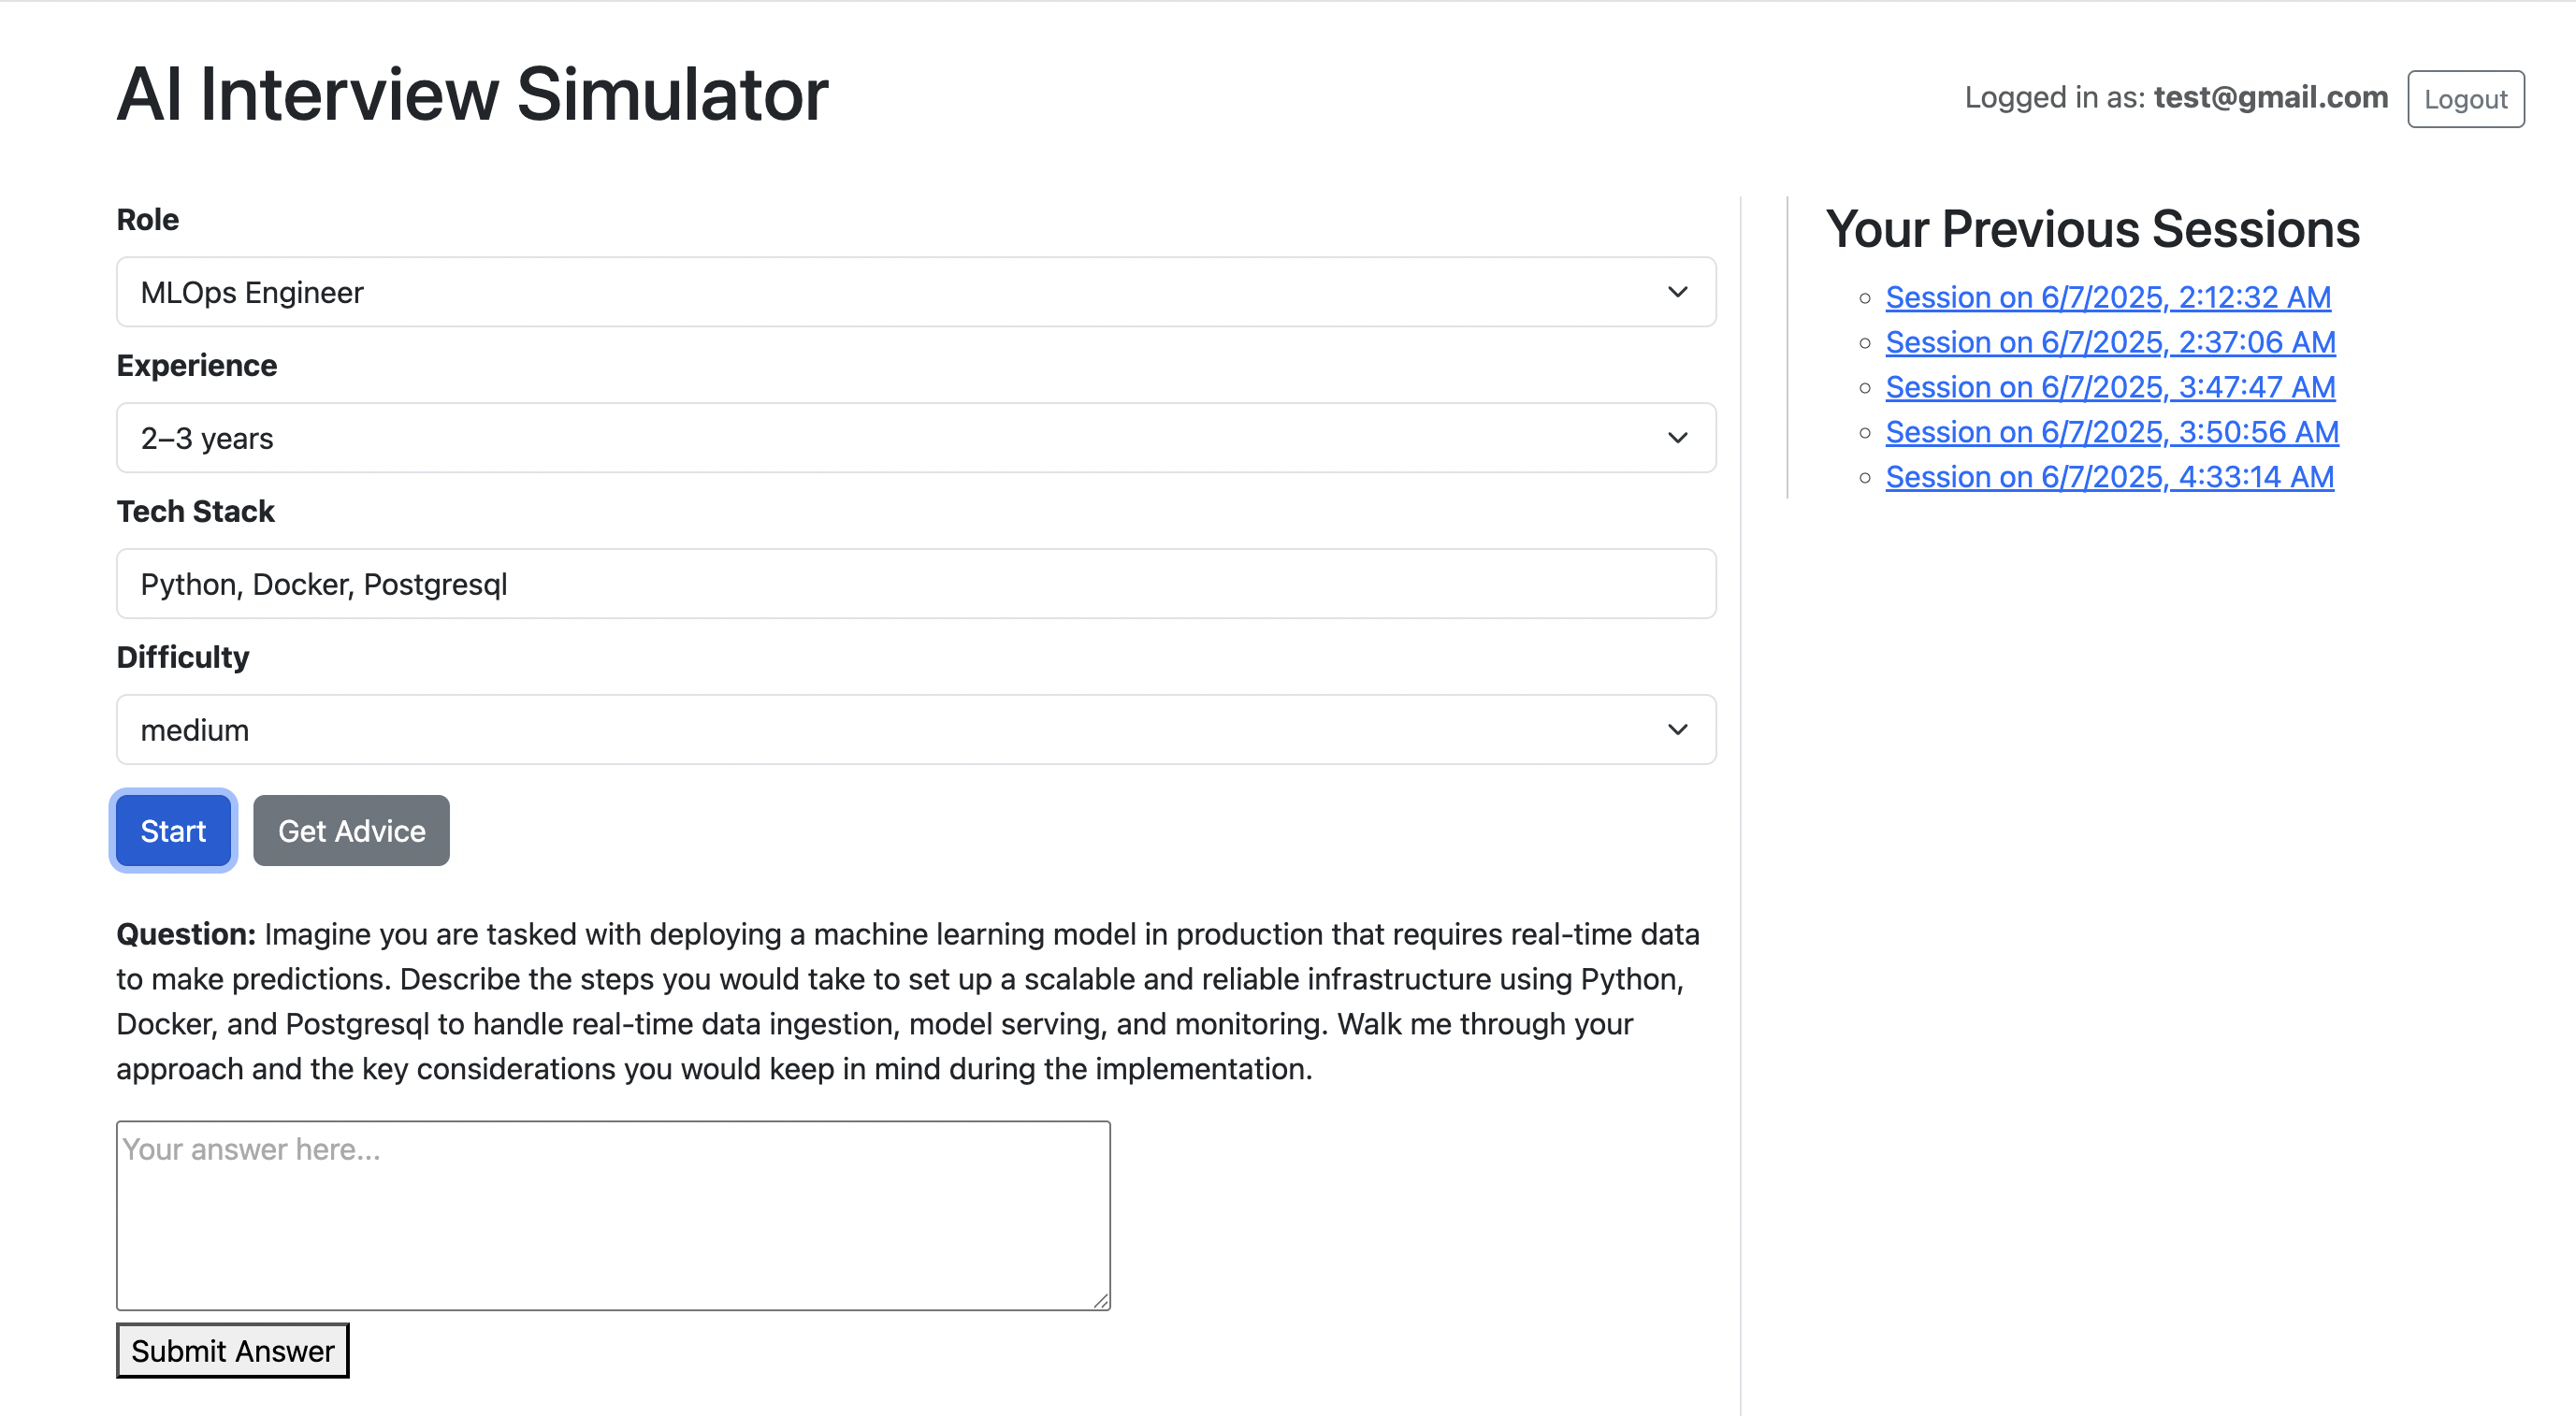 AI Interview Simulator
Logged in as: test@gmail.com
Logout
Role
MLOps Engineer
Experience
2–3 years
Tech Stack
Python, Docker, Postgresql
Difficulty
medium
Start
Get Advice
Question: Imagine you are tasked with deploying a machine learning model in production that requires real-time data
to make predictions. Describe the steps you would take to set up a scalable and reliable infrastructure using Python,
Docker, and Postgresql to handle real-time data ingestion, model serving, and monitoring. Walk me through your
approach and the key considerations you would keep in mind during the implementation.
Your answer here...
Submit Answer
Your Previous Sessions
Session on 6/7/2025, 2:12:32 AM
Session on 6/7/2025, 2:37:06 AM
Session on 6/7/2025, 3:47:47 AM
Session on 6/7/2025, 3:50:56 AM
Session on 6/7/2025, 4:33:14 AM